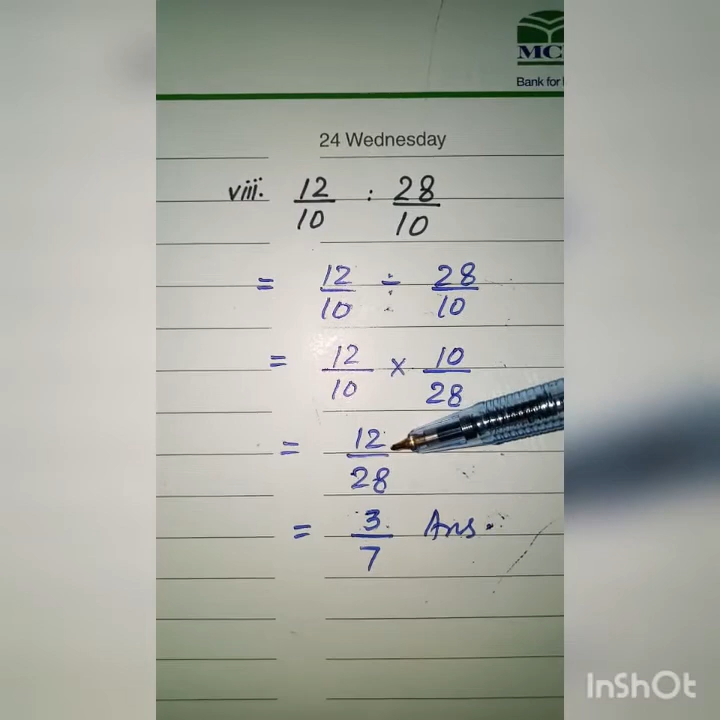 MC
Bank for
24 Wednesday
viii. 12/10 : 28/10
= 12/10 ÷ 28/10
= 12/10 × 10/28
= 12/28
= 3/7 Ans.
InShOt